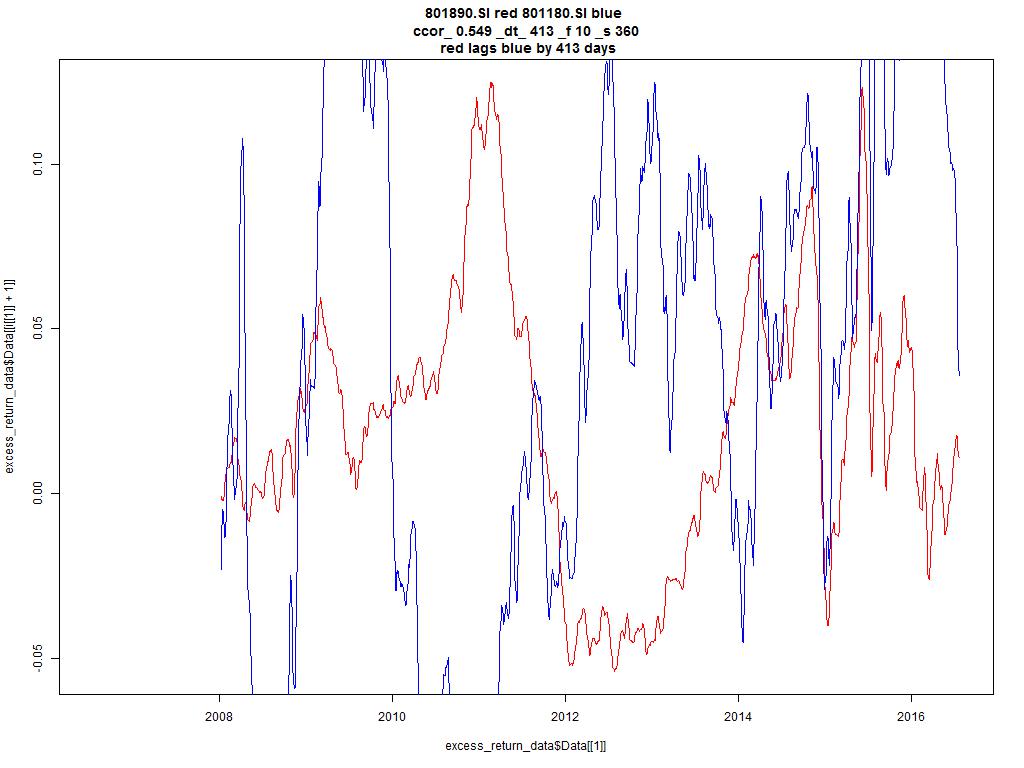 801890.SI red 801180.SI blue
ccor_ 0.549 _dt_ 413 _f 10 _s 360
red lags blue by 413 days
excess_return_data$Data[[i[[1]] + 1]]
0.10
0.05
0.00
-0.05
2008 2010 2012 2014 2016
excess_return_data$Data[[1]]